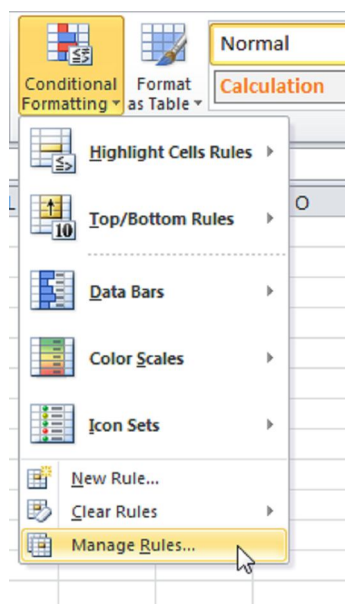 Conditional
Formatting
Format
as Table
Normal
Calculation
Highlight Cells Rules
O
10
Top/Bottom Rules
Data Bars
Color Scales
Icon Sets
New Rule...
Clear Rules
Manage Rules...